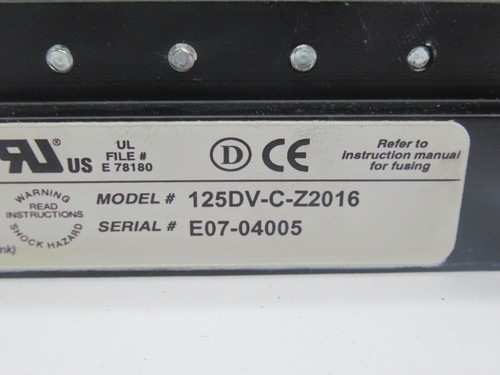 RU US
UL
FILE #
E 78180
D CE
Refer to
instruction manual
for fusing
WARNING
READ
INSTRUCTIONS
SHOCK HAZARD
MODEL # 125DV-C-Z2016
SERIAL # E07-04005